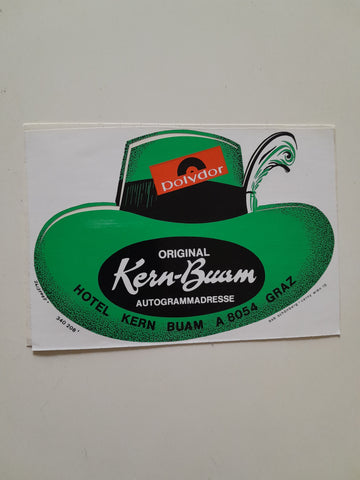 Polydor
ORIGINAL
Kern-Buam
AUTOGRAMMADRESSE
HOTEL KERN BUAM A 8054 GRAZ
340 208